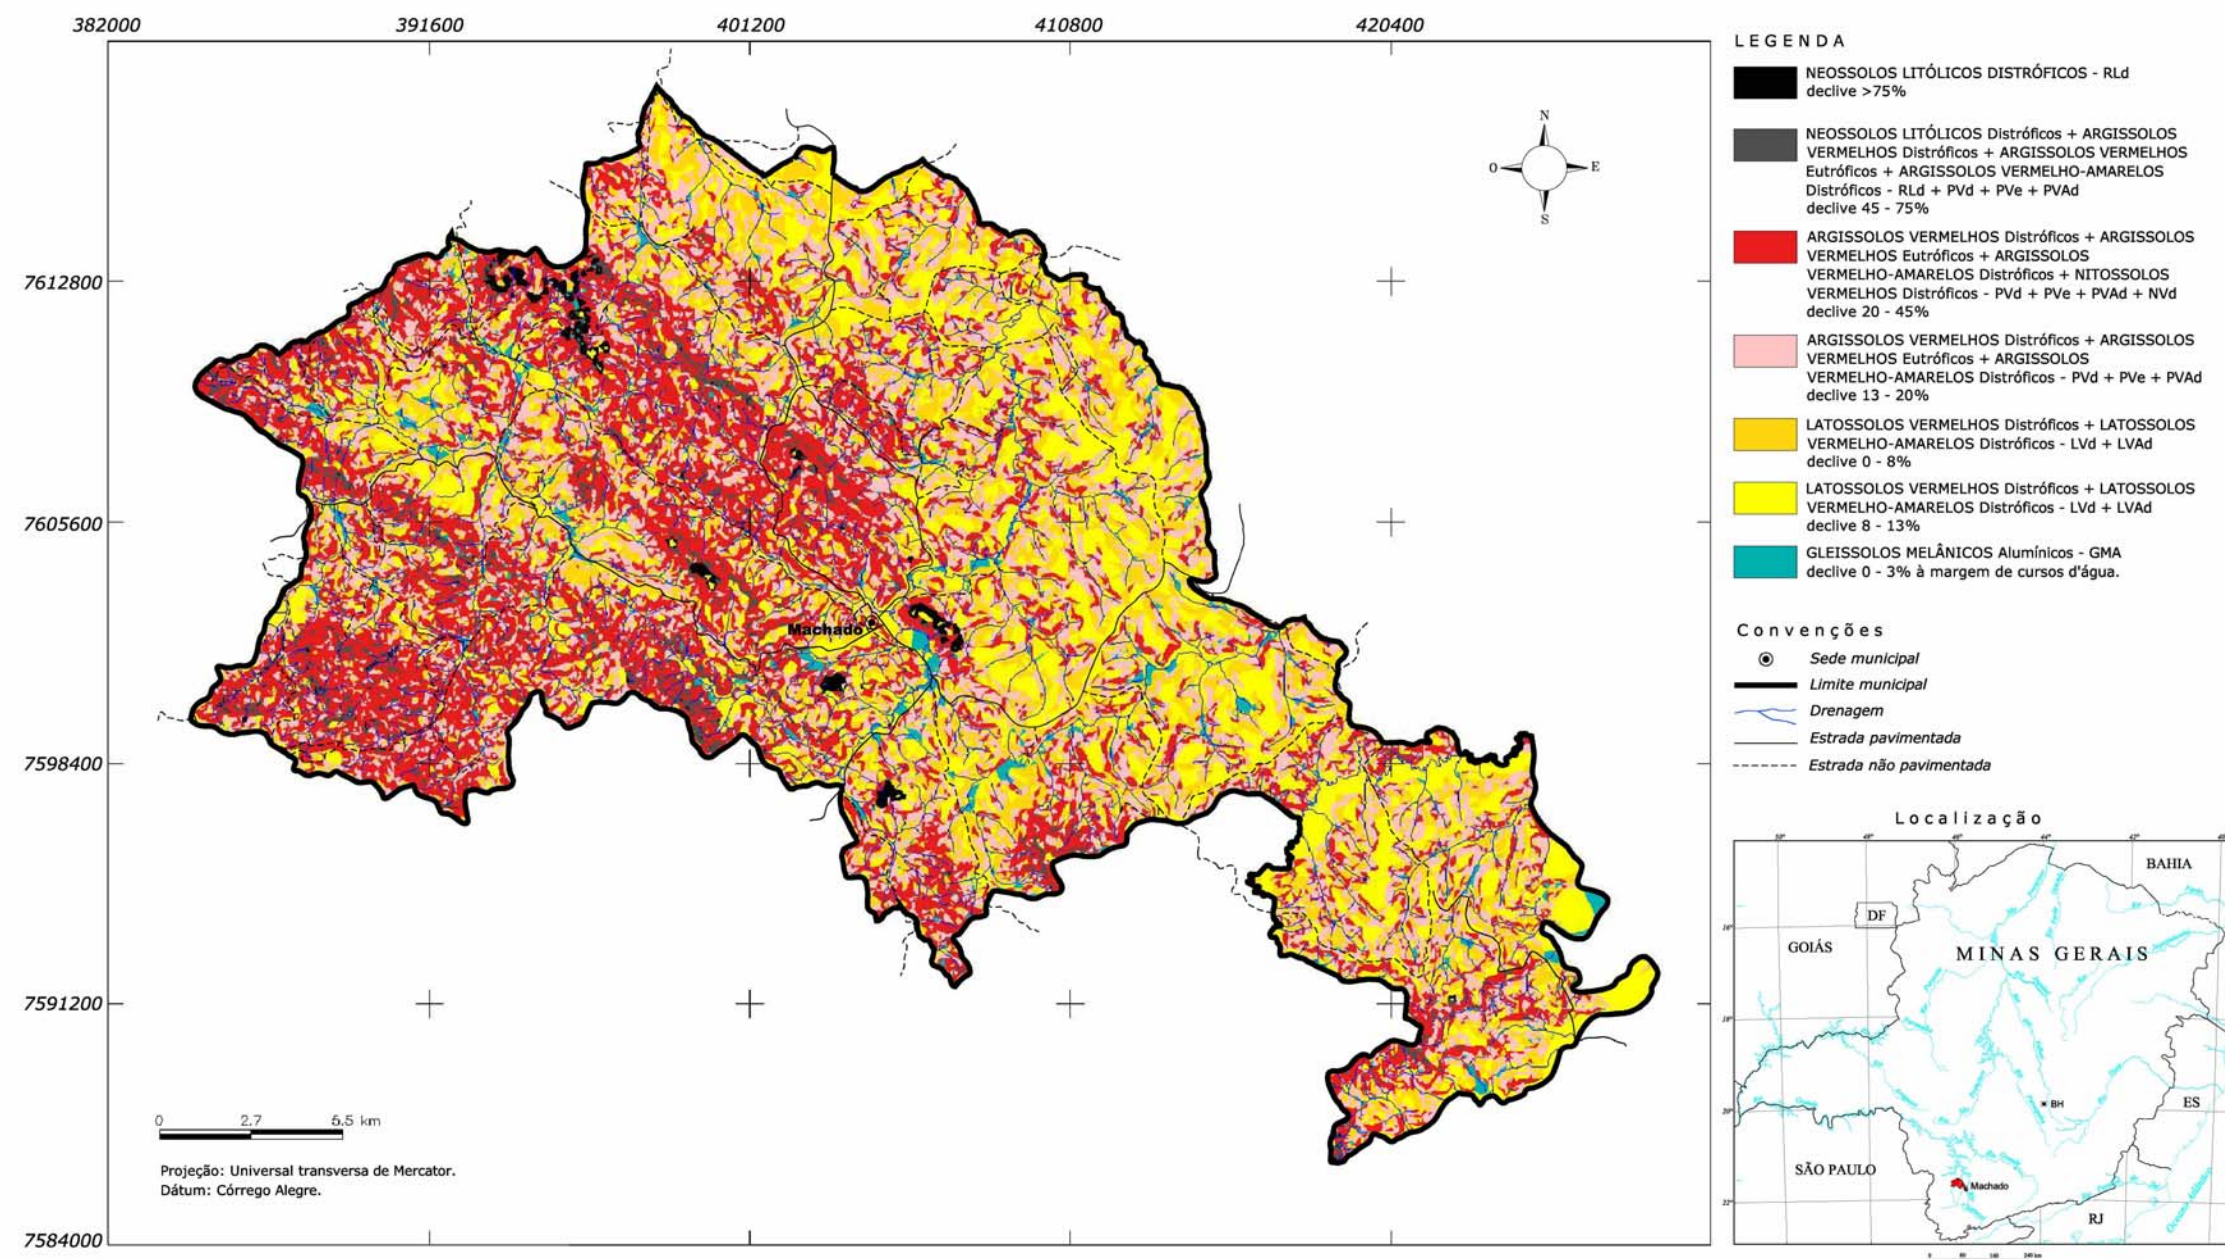 382000 391600 401200 410800 420400
7612800
7605600
7598400
7591200
7584000
N
O E
S
Machado
0 2.7 5.5 km
Projeção: Universal transversa de Mercator.
Dátum: Córrego Alegre.
LEGENDA
NEOSSOLOS LITÓLICOS DISTRÓFICOS - RLd
declive >75%
NEOSSOLOS LITÓLICOS Distróficos + ARGISSOLOS
VERMELHOS Distróficos + ARGISSOLOS VERMELHOS
Eutróficos + ARGISSOLOS VERMELHO-AMARELOS
Distróficos - RLd + PVd + PVe + PVAd
declive 45 - 75%
ARGISSOLOS VERMELHOS Distróficos + ARGISSOLOS
VERMELHOS Eutróficos + ARGISSOLOS
VERMELHO-AMARELOS Distróficos + NITOSSOLOS
VERMELHOS Distróficos - PVd + PVe + PVAd + NVd
declive 20 - 45%
ARGISSOLOS VERMELHOS Distróficos + ARGISSOLOS
VERMELHOS Eutróficos + ARGISSOLOS
VERMELHO-AMARELOS Distróficos - PVd + PVe + PVAd
declive 13 - 20%
LATOSSOLOS VERMELHOS Distróficos + LATOSSOLOS
VERMELHO-AMARELOS Distróficos - LVd + LVAd
declive 0 - 8%
LATOSSOLOS VERMELHOS Distróficos + LATOSSOLOS
VERMELHO-AMARELOS Distróficos - LVd + LVAd
declive 8 - 13%
GLEISSOLOS MELÂNICOS Alumínicos - GMA
declive 0 - 3% à margem de cursos d'água.
Convenções
Sede municipal
Limite municipal
Drenagem
Estrada pavimentada
Estrada não pavimentada
Localização
BAHIA
DF
GOIÁS
MINAS GERAIS
BH
ES
SÃO PAULO
Machado
RJ
Oceano Atlântico